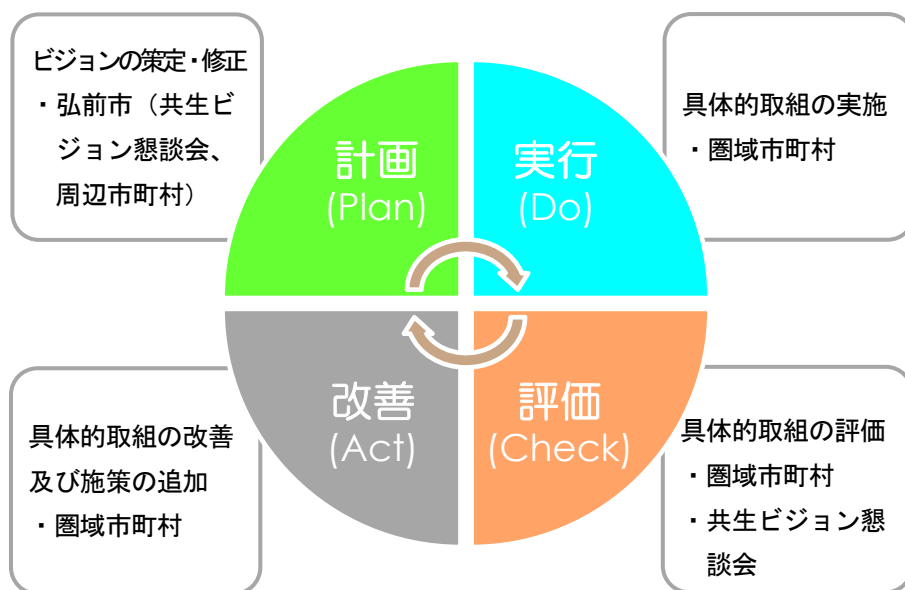 ビジョンの策定・修正
・弘前市（共生ビ
ジョン懇談会、
周辺市町村）
計画
(Plan)
実行
(Do)
具体的取組の実施
・圏域市町村
具体的取組の改善
及び施策の追加
・圏域市町村
改善
(Act)
評価
(Check)
具体的取組の評価
・圏域市町村
・共生ビジョン懇
談会